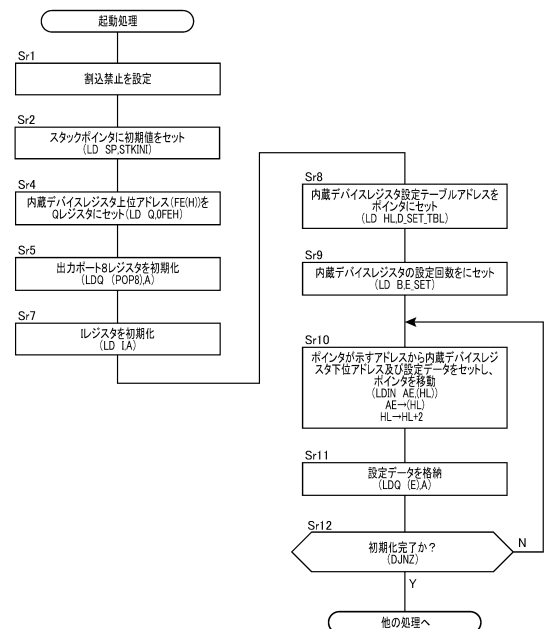 起動処理
Sr1
割込禁止を設定
Sr2
スタックポインタに初期値をセット
(LD SP,STKINI)
Sr4
内蔵デバイスレジスタ上位アドレス(FE(H))を
Qレジスタにセット(LD Q,0FEH)
Sr5
出力ポート8レジスタを初期化
(LDQ (POP8),A)
Sr7
Iレジスタを初期化
(LD I,A)
Sr8
内蔵デバイスレジスタ設定テーブルアドレスを
ポインタにセット
(LD HL,D_SET_TBL)
Sr9
内蔵デバイスレジスタの設定回数をにセット
(LD B,E_SET)
Sr10
ポインタが示すアドレスから内蔵デバイスレジ
スタ下位アドレス及び設定データをセットし、
ポインタを移動
(LDIN AE,(HL))
AE→(HL)
HL→HL+2
Sr11
設定データを格納
(LDQ (E),A)
Sr12
初期化完了か？
(DJNZ)
N
Y
他の処理へ